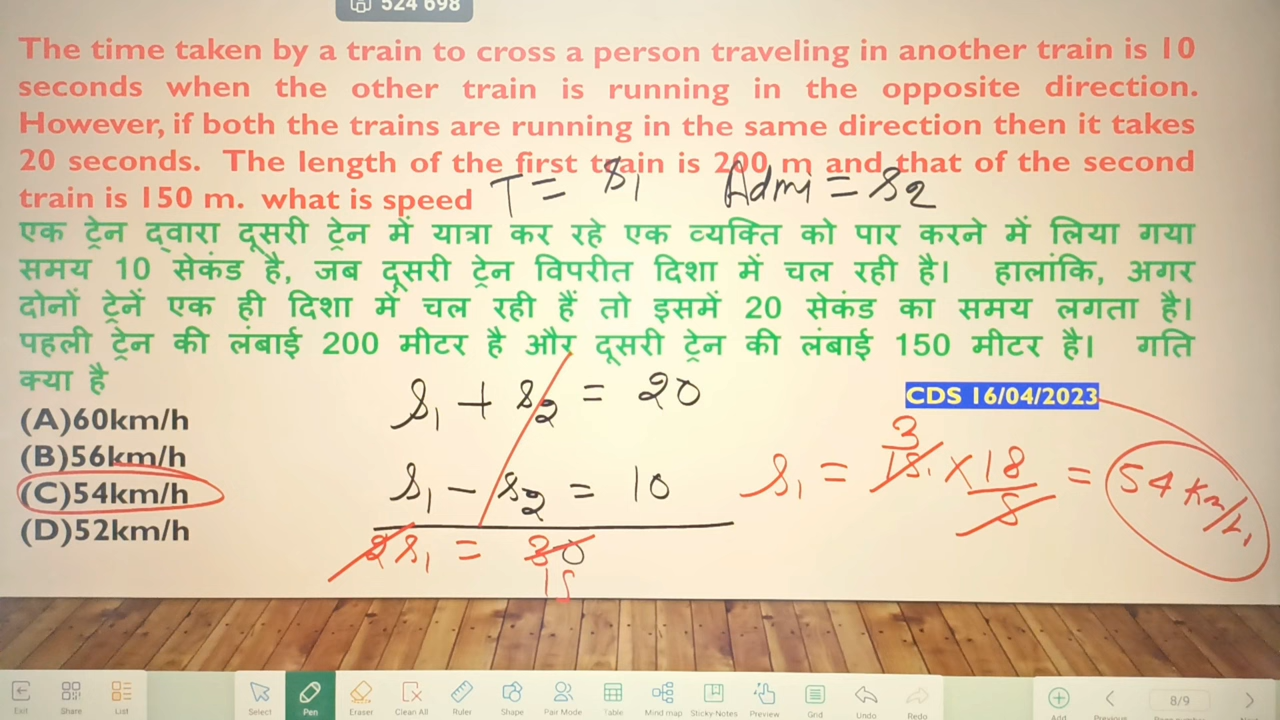 524 698
The time taken by a train to cross a person traveling in another train is 10
seconds when the other train is running in the opposite direction.
However, if both the trains are running in the same direction then it takes
20 seconds. The length of the first train is 200 m and that of the second
train is 150 m. what is speed
T = S1 Admi = S2
एक ट्रेन द्वारा दूसरी ट्रेन में यात्रा कर रहे एक व्यक्ति को पार करने में लिया गया
समय 10 सेकंड है, जब दूसरी ट्रेन विपरीत दिशा में चल रही है। हालांकि, अगर
दोनों ट्रेनें एक ही दिशा में चल रही हैं तो इसमें 20 सेकंड का समय लगता है।
पहली ट्रेन की लंबाई 200 मीटर है और दूसरी ट्रेन की लंबाई 150 मीटर है। गति
क्या है
(A)60km/h
(B)56km/h
(C)54km/h
(D)52km/h
CDS 16/04/2023
S1 + S2 = 20
S1 - S2 = 10
2S1 = 30
15
3
S1 = 15 × 18 = 54 Km/h
5
Exit Share List Select Pen Eraser Clean All Ruler Shape Pair Mode Table Mind map Sticky Notes Preview Grid Undo Redo Add 8/9